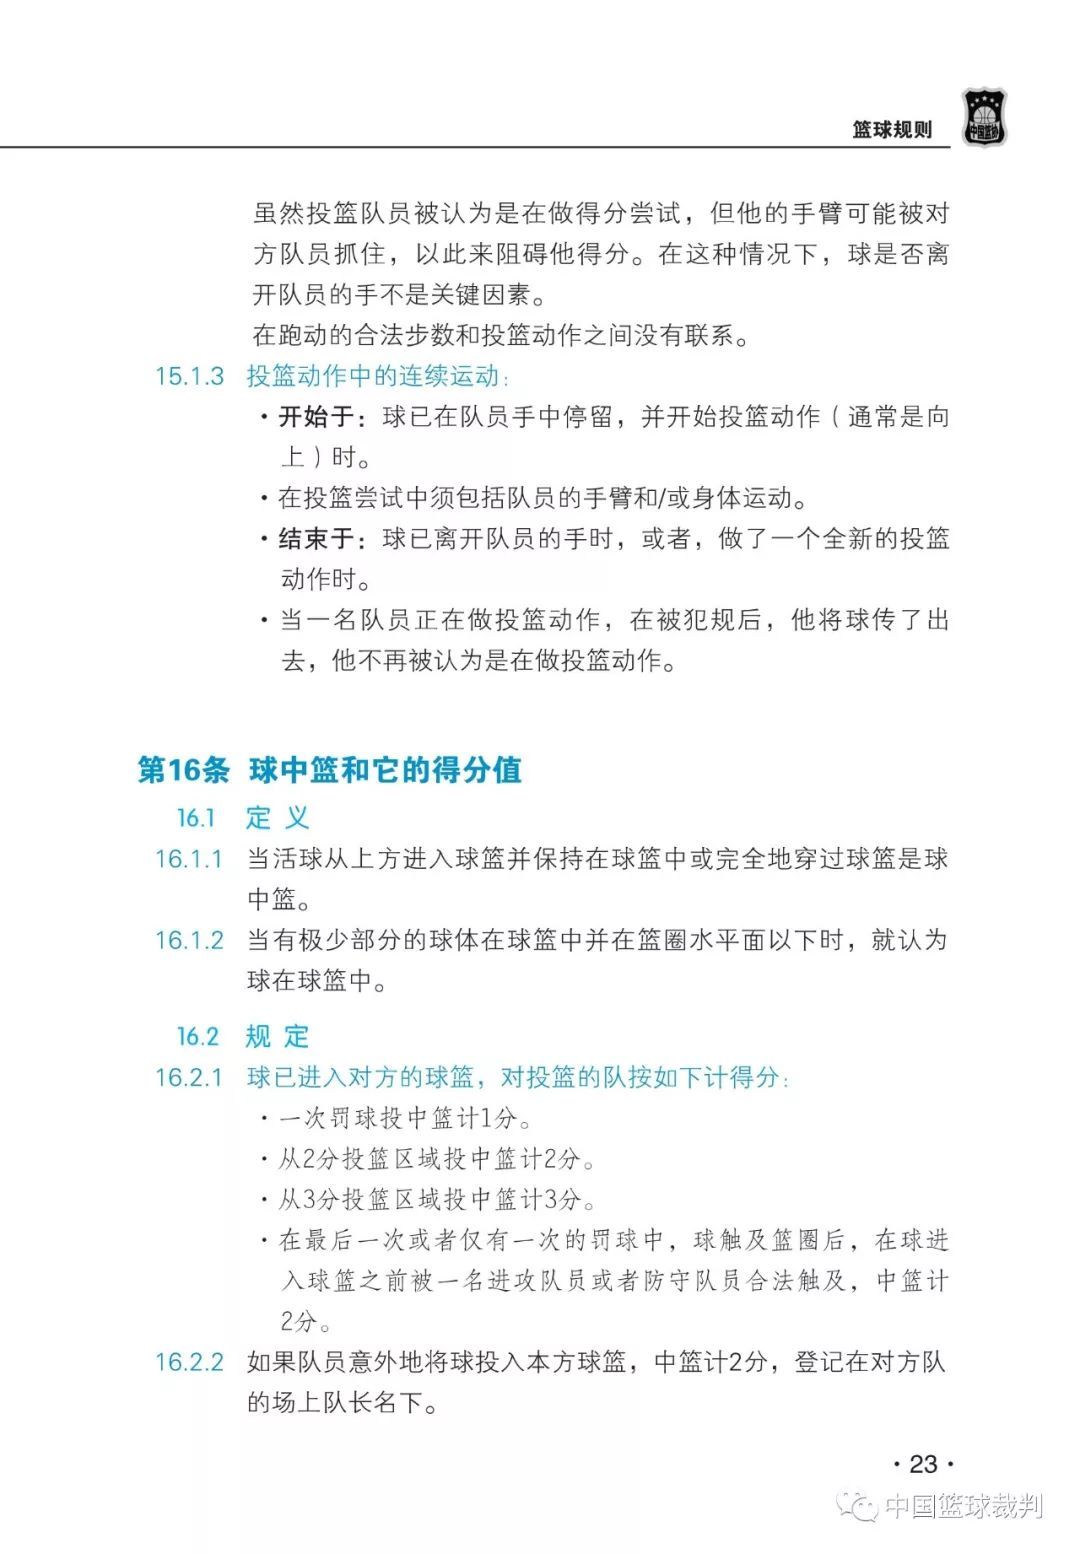 篮球规则
中国篮协
虽然投篮队员被认为是在做得分尝试，但他的手臂可能被对
方队员抓住，以此来阻碍他得分。在这种情况下，球是否离
开队员的手不是关键因素。
在跑动的合法步数和投篮动作之间没有联系。
15.1.3 投篮动作中的连续运动：
·开始于：球已在队员手中停留，并开始投篮动作（通常是向
上）时。
·在投篮尝试中须包括队员的手臂和/或身体运动。
·结束于：球已离开队员的手时，或者，做了一个全新的投篮
动作时。
·当一名队员正在做投篮动作，在被犯规后，他将球传了出
去，他不再被认为是在做投篮动作。
第16条 球中篮和它的得分值
16.1 定 义
16.1.1 当活球从上方进入球篮并保持在球篮中或完全地穿过球篮是球
中篮。
16.1.2 当有极少部分的球体在球篮中并在篮圈水平面以下时，就认为
球在球篮中。
16.2 规 定
16.2.1 球已进入对方的球篮，对投篮的队按如下计得分：
·一次罚球投中篮计1分。
·从2分投篮区域投中篮计2分。
·从3分投篮区域投中篮计3分。
·在最后一次或者仅有一次的罚球中，球触及篮圈后，在球进
入球篮之前被一名进攻队员或者防守队员合法触及，中篮计
2分。
16.2.2 如果队员意外地将球投入本方球篮，中篮计2分，登记在对方队
的场上队长名下。
·23·
中国篮球裁判